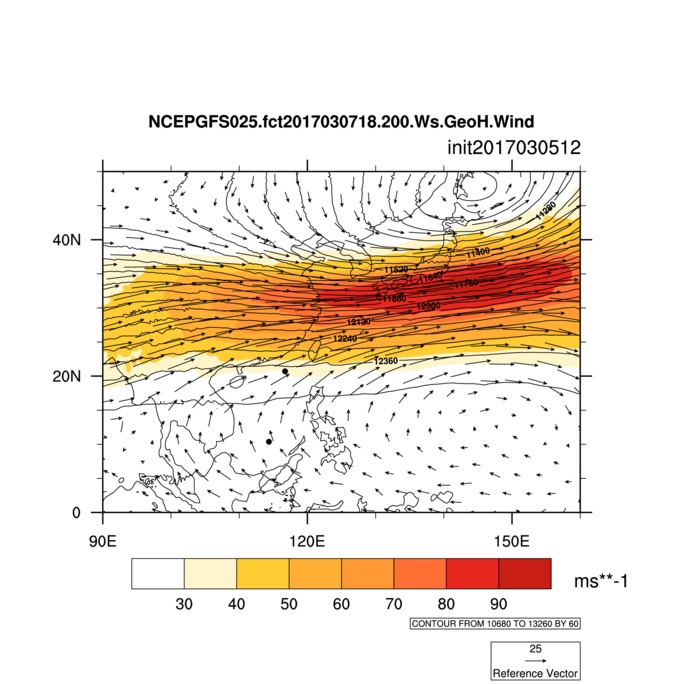 NCEPGFS025.fct2017030718.200.Ws.GeoH.Wind
init2017030512
11280
40N
11400
11520
11640
11760
11880
12000
12120
12240
12360
20N
0
90E 120E 150E
ms**-1
30 40 50 60 70 80 90
CONTOUR FROM 10680 TO 13260 BY 60
25
Reference Vector